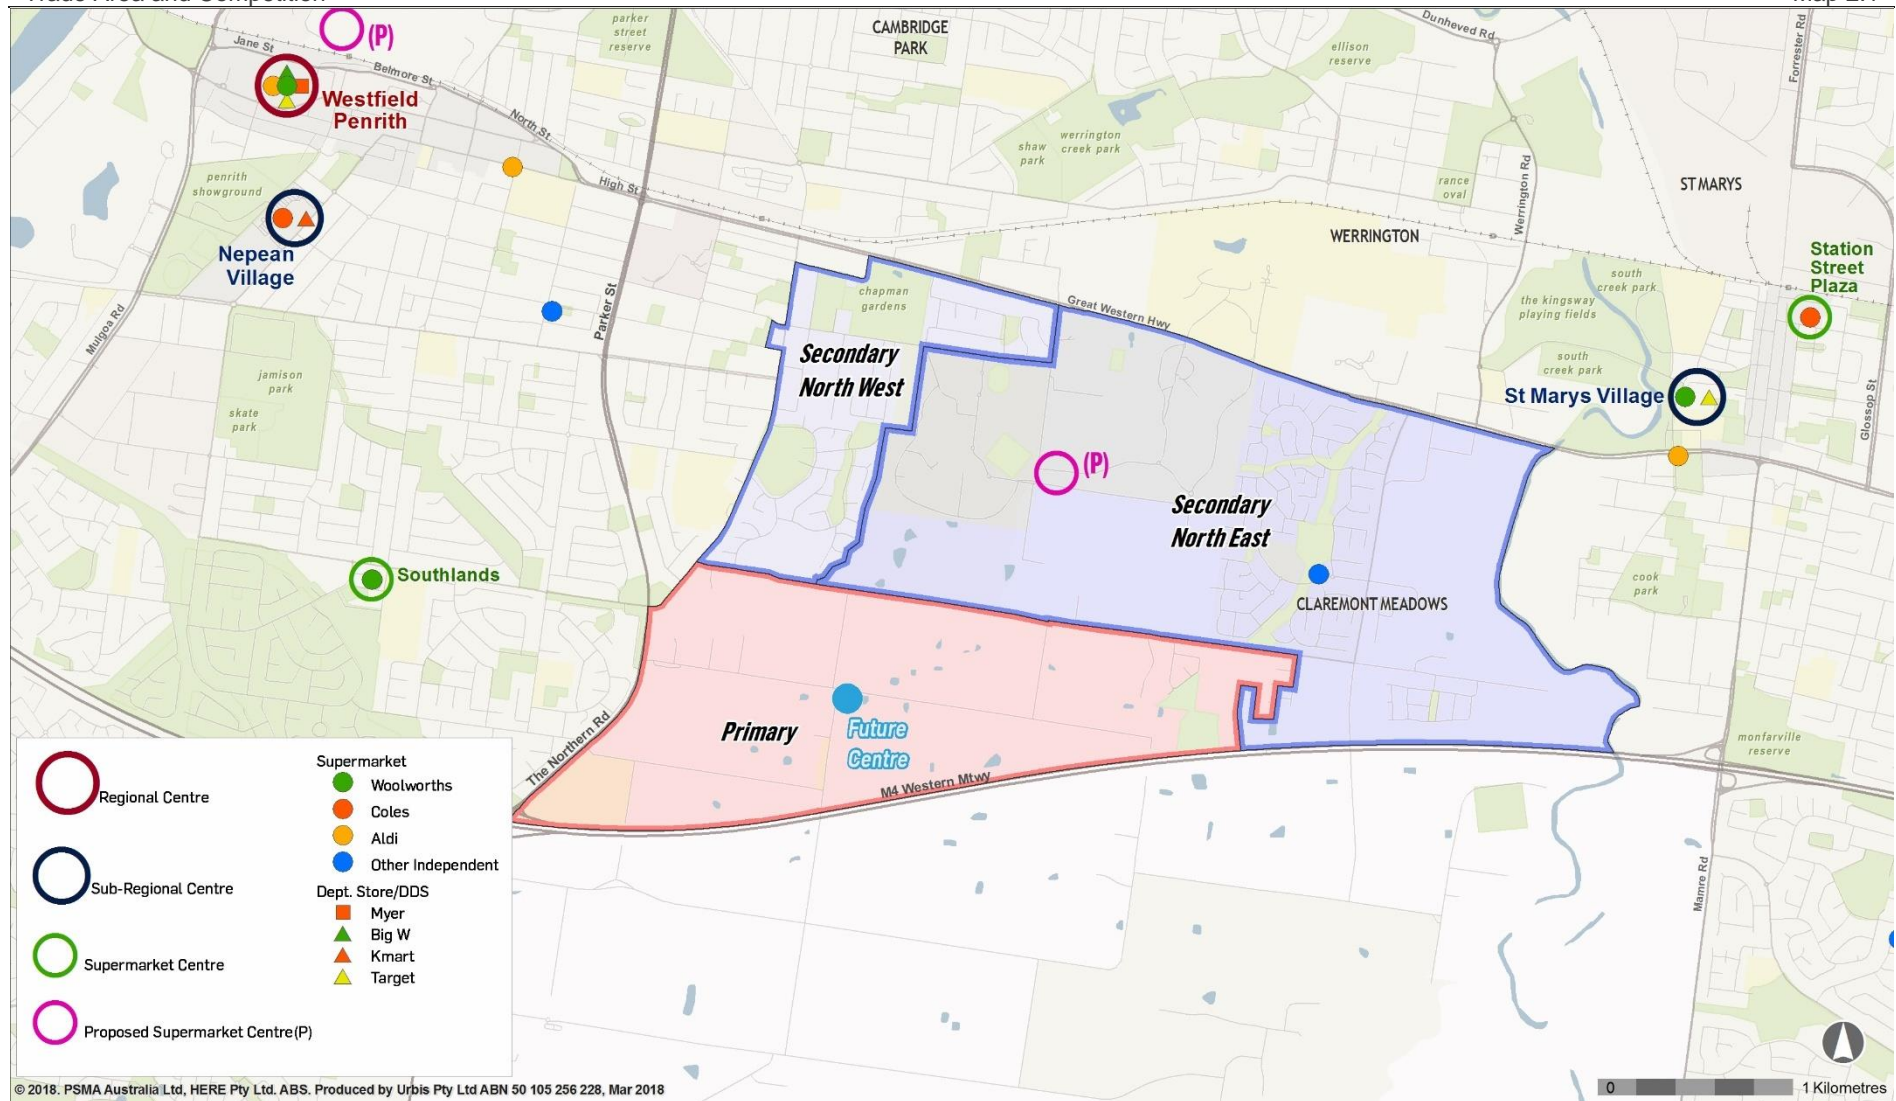 Trade Area and Competition
(P)
parker
street
reserve
CAMBRIDGE
PARK
Dunheved Rd
Forrester Rd
Jane St
Belmore St
ellison
reserve
Westfield
Penrith
North St
werrington
creek park
shaw
park
penrith
showground
High St
rance
oval
Werrington Rd
ST MARYS
WERRINGTON
Nepean
Village
Station
Street
Plaza
south
creek park
the kingsway
playing fields
chapman
gardens
Great Western Hwy
Parker St
Mulgoa Rd
Secondary
North West
south
creek park
St Marys Village
Glossop St
jamison
park
skate
park
(P)
Secondary
North East
Southlands
cook
park
CLAREMONT MEADOWS
Primary
Future
Centre
The Northern Rd
M4 Western Mtwy
monfarville
reserve
Mamre Rd
Regional Centre
Sub-Regional Centre
Supermarket Centre
Proposed Supermarket Centre(P)
Supermarket
Woolworths
Coles
Aldi
Other Independent
Dept. Store/DDS
Myer
Big W
Kmart
Target
© 2018. PSMA Australia Ltd, HERE Pty Ltd. ABS. Produced by Urbis Pty Ltd ABN 50 105 256 228, Mar 2018
0
1 Kilometres